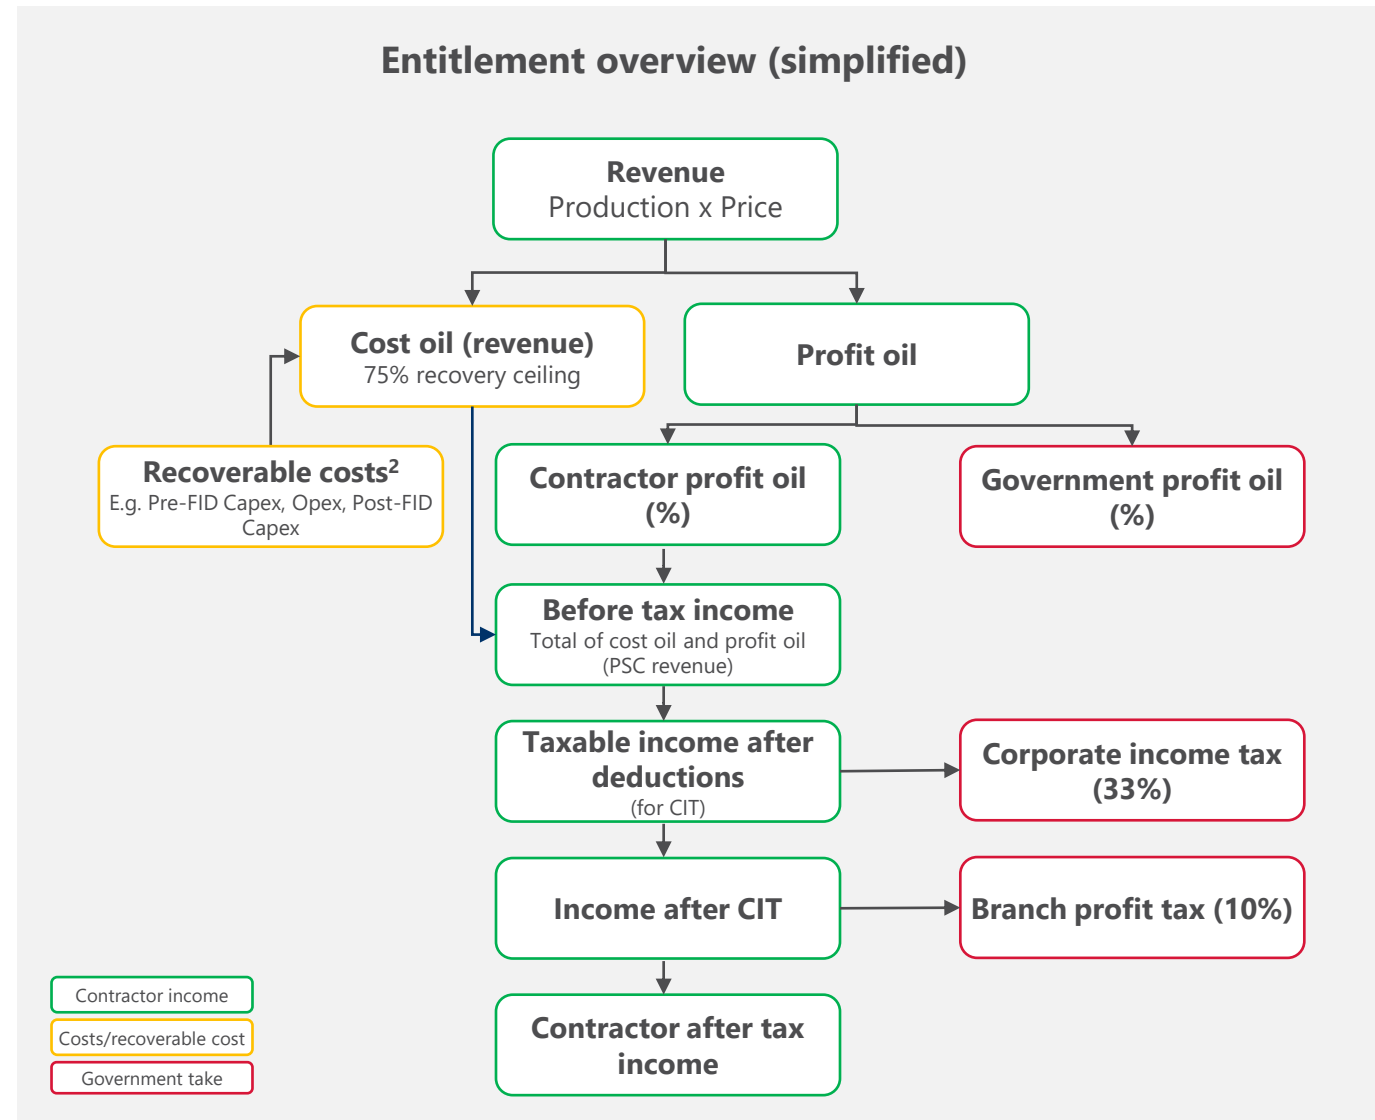 Entitlement overview (simplified)
Revenue
Production x Price
Cost oil (revenue)
75% recovery ceiling
Profit oil
Recoverable costs²
E.g. Pre-FID Capex, Opex, Post-FID
Capex
Contractor profit oil
(%)
Government profit oil
(%)
Before tax income
Total of cost oil and profit oil
(PSC revenue)
Taxable income after
deductions
(for CIT)
Corporate income tax
(33%)
Income after CIT
Branch profit tax (10%)
Contractor after tax
income
Contractor income
Costs/recoverable cost
Government take